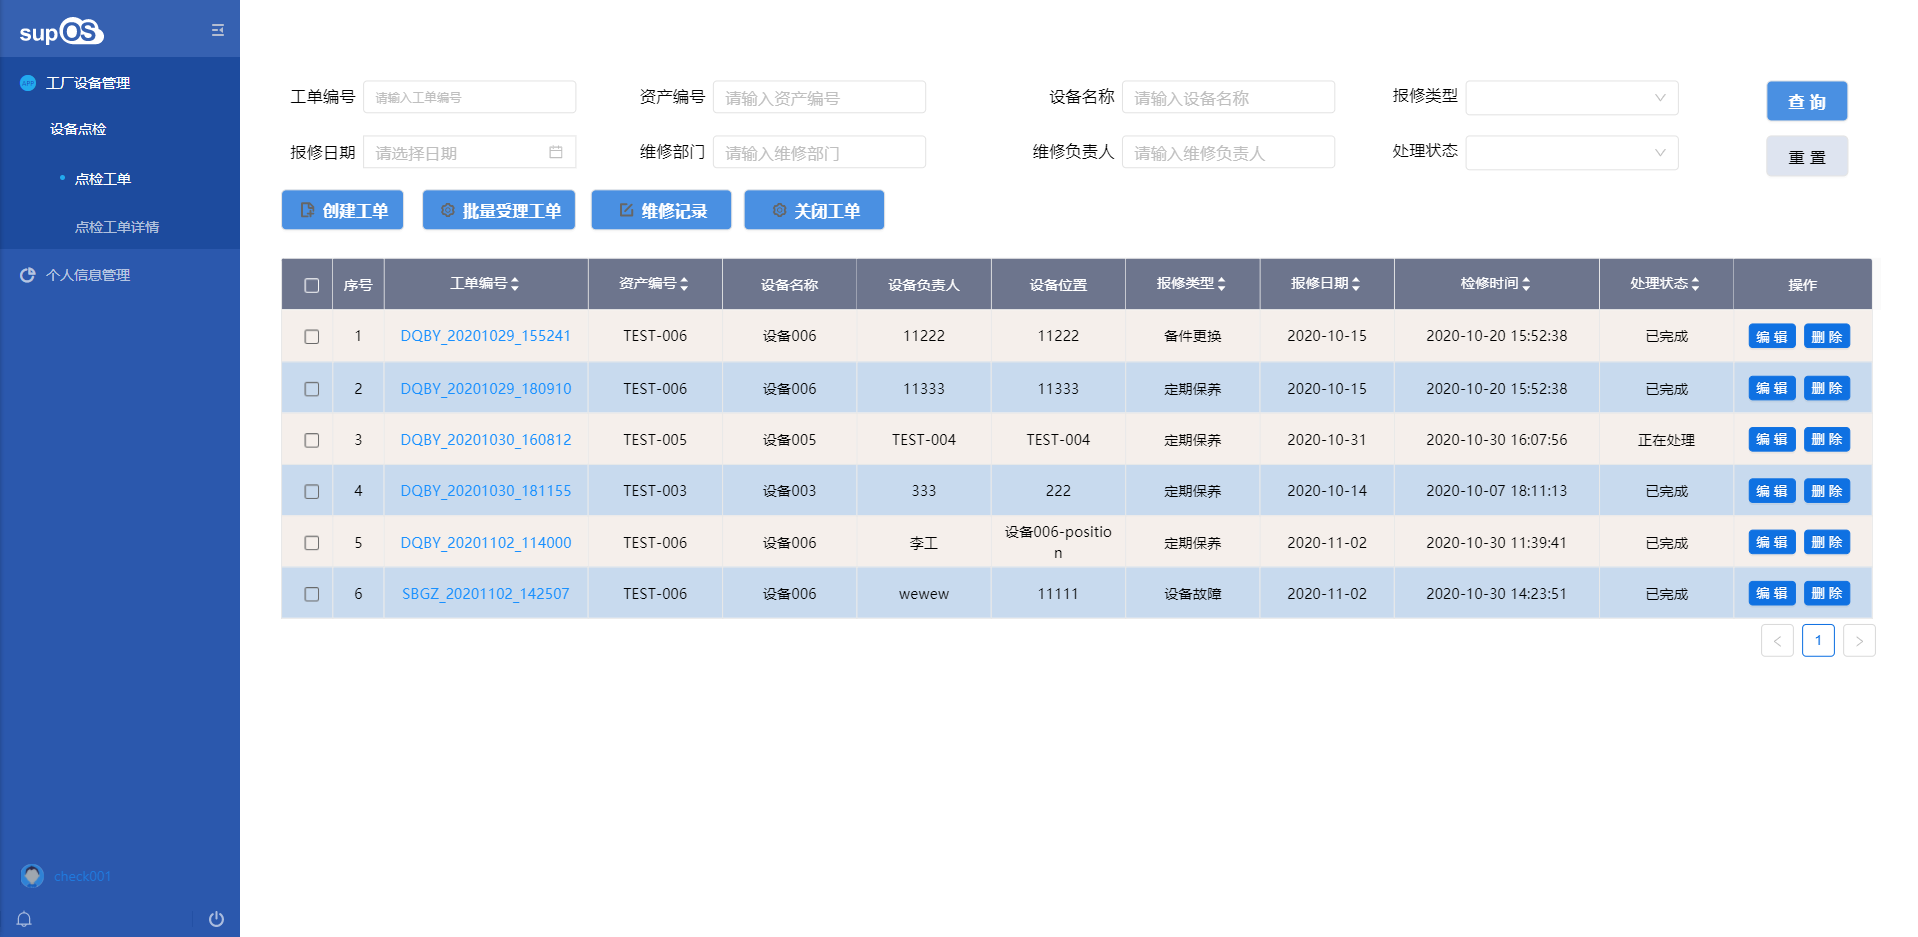 supOS
工厂设备管理
设备点检
点检工单
点检工单详情
个人信息管理
check001
工单编号 请输入工单编号 资产编号 请输入资产编号 设备名称 请输入设备名称 报修类型 查 询
报修日期 请选择日期 维修部门 请输入维修部门 维修负责人 请输入维修负责人 处理状态 重 置
创建工单 批量受理工单 维修记录 关闭工单
序号 工单编号 资产编号 设备名称 设备负责人 设备位置 报修类型 报修日期 检修时间 处理状态 操作
1 DQBY_20201029_155241 TEST-006 设备006 11222 11222 备件更换 2020-10-15 2020-10-20 15:52:38 已完成 编 辑 删 除
2 DQBY_20201029_180910 TEST-006 设备006 11333 11333 定期保养 2020-10-15 2020-10-20 15:52:38 已完成 编 辑 删 除
3 DQBY_20201030_160812 TEST-005 设备005 TEST-004 TEST-004 定期保养 2020-10-31 2020-10-30 16:07:56 正在处理 编 辑 删 除
4 DQBY_20201030_181155 TEST-003 设备003 333 222 定期保养 2020-10-14 2020-10-07 18:11:13 已完成 编 辑 删 除
5 DQBY_20201102_114000 TEST-006 设备006 李工 设备006-position 定期保养 2020-11-02 2020-10-30 11:39:41 已完成 编 辑 删 除
6 SBGZ_20201102_142507 TEST-006 设备006 wewew 11111 设备故障 2020-11-02 2020-10-30 14:23:51 已完成 编 辑 删 除
< 1 >